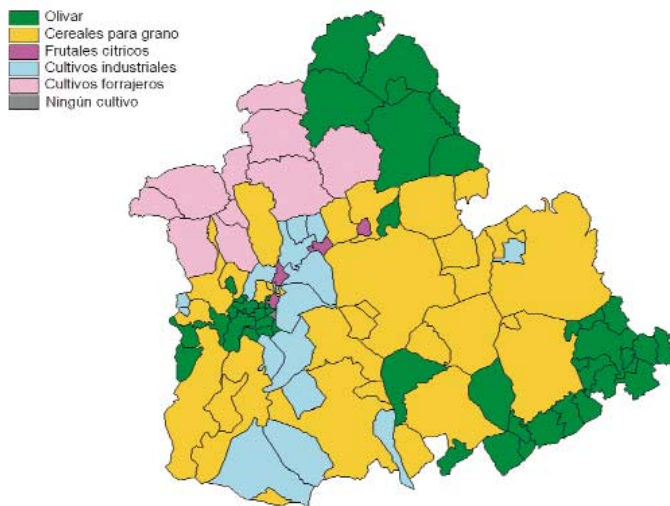 Olivar
Cereales para grano
Frutales cítricos
Cultivos industriales
Cultivos forrajeros
Ningún cultivo